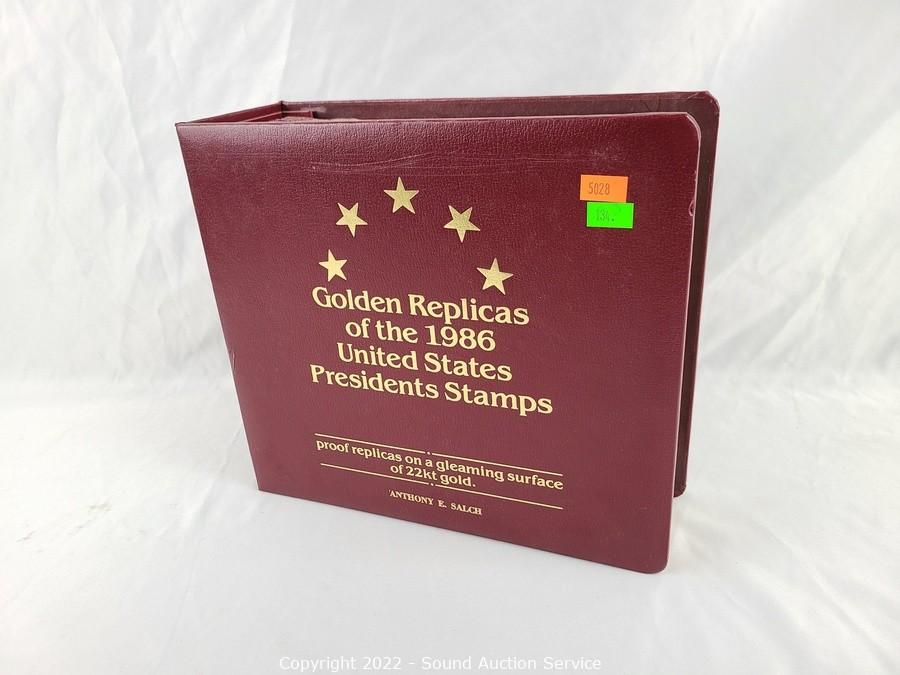 5028
134.
Golden Replicas
of the 1986
United States
Presidents Stamps
proof replicas on a gleaming surface
of 22kt gold.
ANTHONY E. SALCH
Copyright 2022 - Sound Auction Service